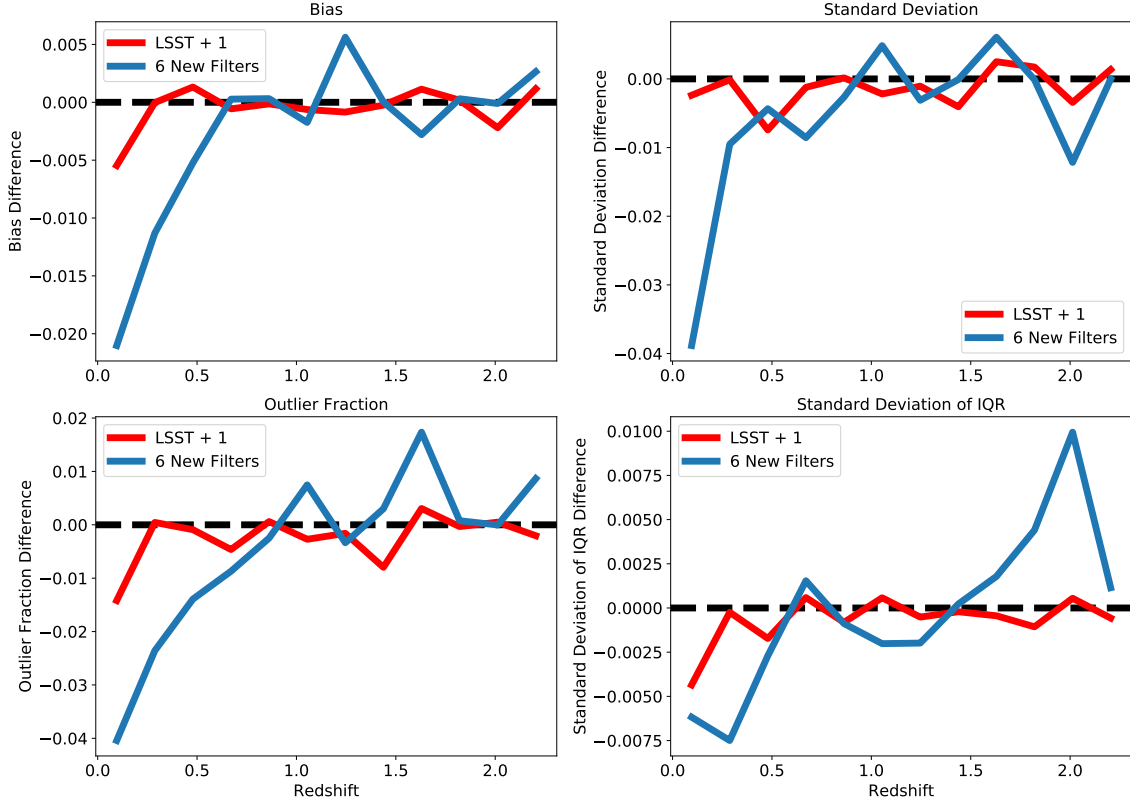 Bias
Bias Difference
0.005
0.000
−0.005
−0.010
−0.015
−0.020
0.0 0.5 1.0 1.5 2.0
LSST + 1
6 New Filters
Standard Deviation
Standard Deviation Difference
0.00
−0.01
−0.02
−0.03
−0.04
0.0 0.5 1.0 1.5 2.0
LSST + 1
6 New Filters
Outlier Fraction
Outlier Fraction Difference
0.02
0.01
0.00
−0.01
−0.02
−0.03
−0.04
0.0 0.5 1.0 1.5 2.0
Redshift
LSST + 1
6 New Filters
Standard Deviation of IQR
Standard Deviation of IQR Difference
0.0100
0.0075
0.0050
0.0025
0.0000
−0.0025
−0.0050
−0.0075
0.0 0.5 1.0 1.5 2.0
Redshift
LSST + 1
6 New Filters